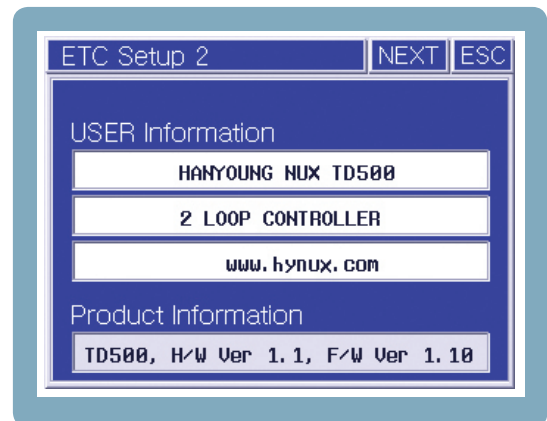 ETC Setup 2 NEXT ESC
USER Information
HANYOUNG NUX TD500
2 LOOP CONTROLLER
www.hynux.com
Product Information
TD500, H/W Ver 1.1, F/W Ver 1.10